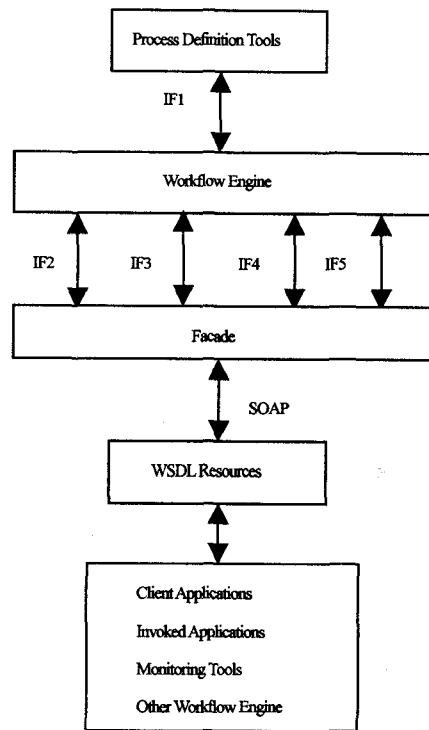 Process Definition Tools
IF1
Workflow Engine
IF2 IF3 IF4 IF5
Facade
SOAP
WSDL Resources
Client Applications
Invoked Applications
Monitoring Tools
Other Workflow Engine